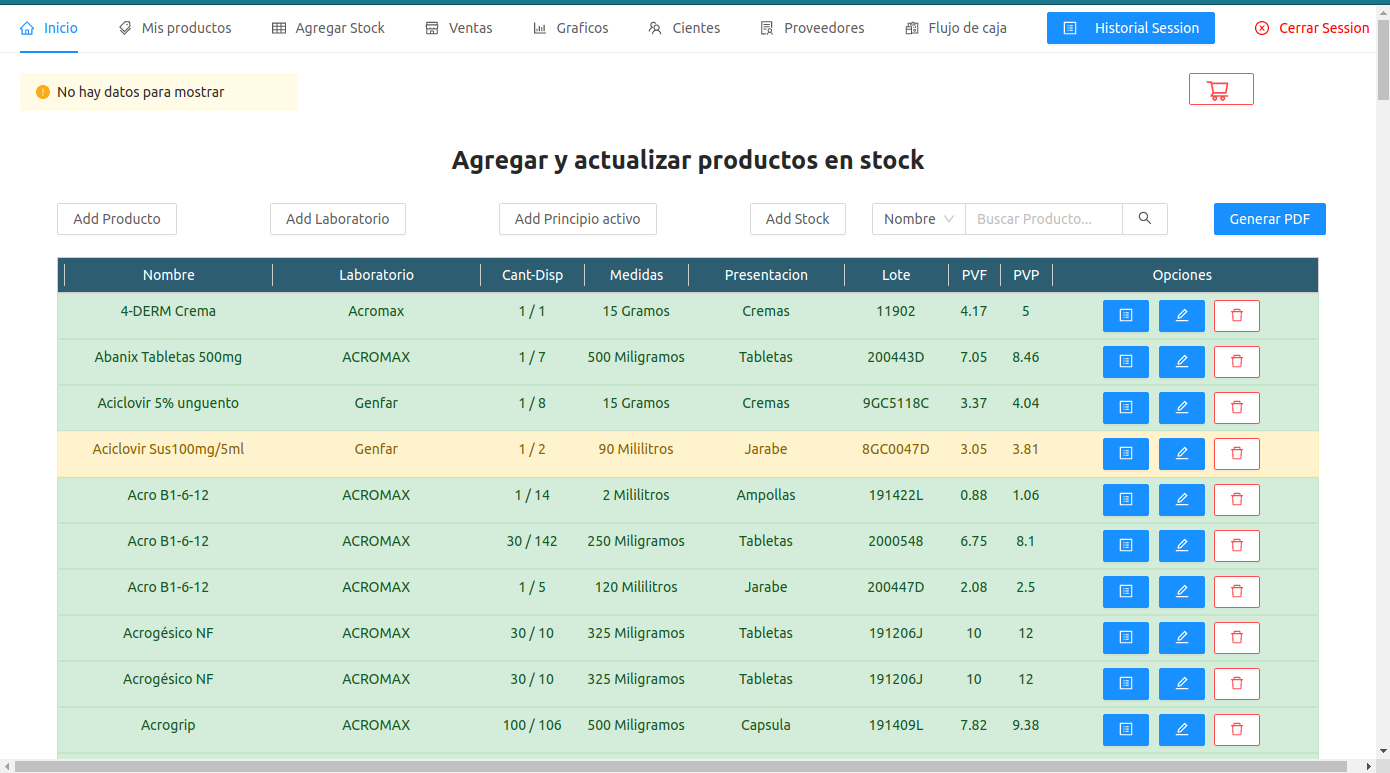 Inicio Mis productos Agregar Stock Ventas Graficos Cientes Proveedores Flujo de caja Historial Session Cerrar Session
No hay datos para mostrar
Agregar y actualizar productos en stock
Add Producto Add Laboratorio Add Principio activo Add Stock Nombre Buscar Producto... Generar PDF
Nombre Laboratorio Cant-Disp Medidas Presentacion Lote PVF PVP Opciones
4-DERM Crema Acromax 1 / 1 15 Gramos Cremas 11902 4.17 5
Abanix Tabletas 500mg ACROMAX 1 / 7 500 Miligramos Tabletas 200443D 7.05 8.46
Aciclovir 5% unguento Genfar 1 / 8 15 Gramos Cremas 9GC5118C 3.37 4.04
Aciclovir Sus100mg/5ml Genfar 1 / 2 90 Mililitros Jarabe 8GC0047D 3.05 3.81
Acro B1-6-12 ACROMAX 1 / 14 2 Mililitros Ampollas 191422L 0.88 1.06
Acro B1-6-12 ACROMAX 30 / 142 250 Miligramos Tabletas 2000548 6.75 8.1
Acro B1-6-12 ACROMAX 1 / 5 120 Mililitros Jarabe 200447D 2.08 2.5
Acrogésico NF ACROMAX 30 / 10 325 Miligramos Tabletas 191206J 10 12
Acrogésico NF ACROMAX 30 / 10 325 Miligramos Tabletas 191206J 10 12
Acrogrip ACROMAX 100 / 106 500 Miligramos Capsula 191409L 7.82 9.38